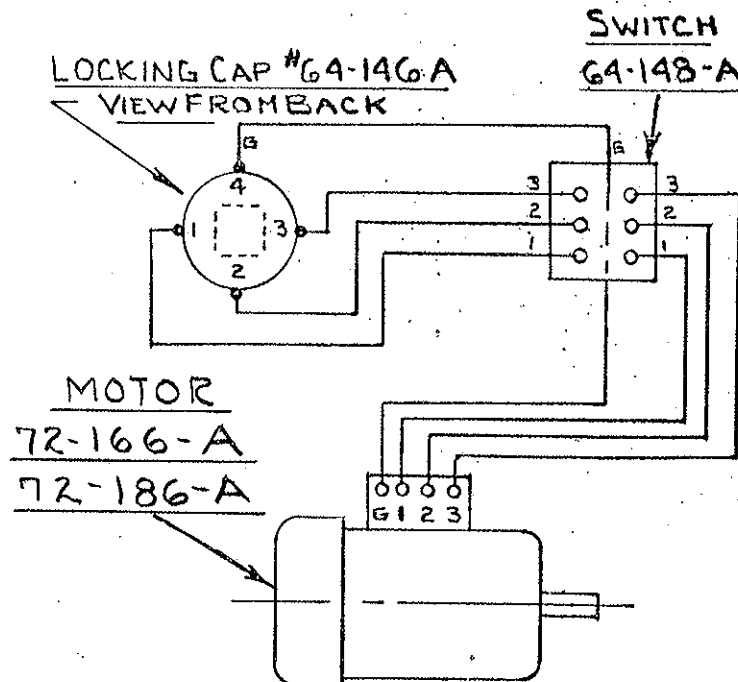 SWITCH
64-148-A
LOCKING CAP #64-146-A
VIEW FROM BACK
G
G
4
1
3
2
3
2
1
3
2
1
MOTOR
72-166-A
72-186-A
G 1 2 3